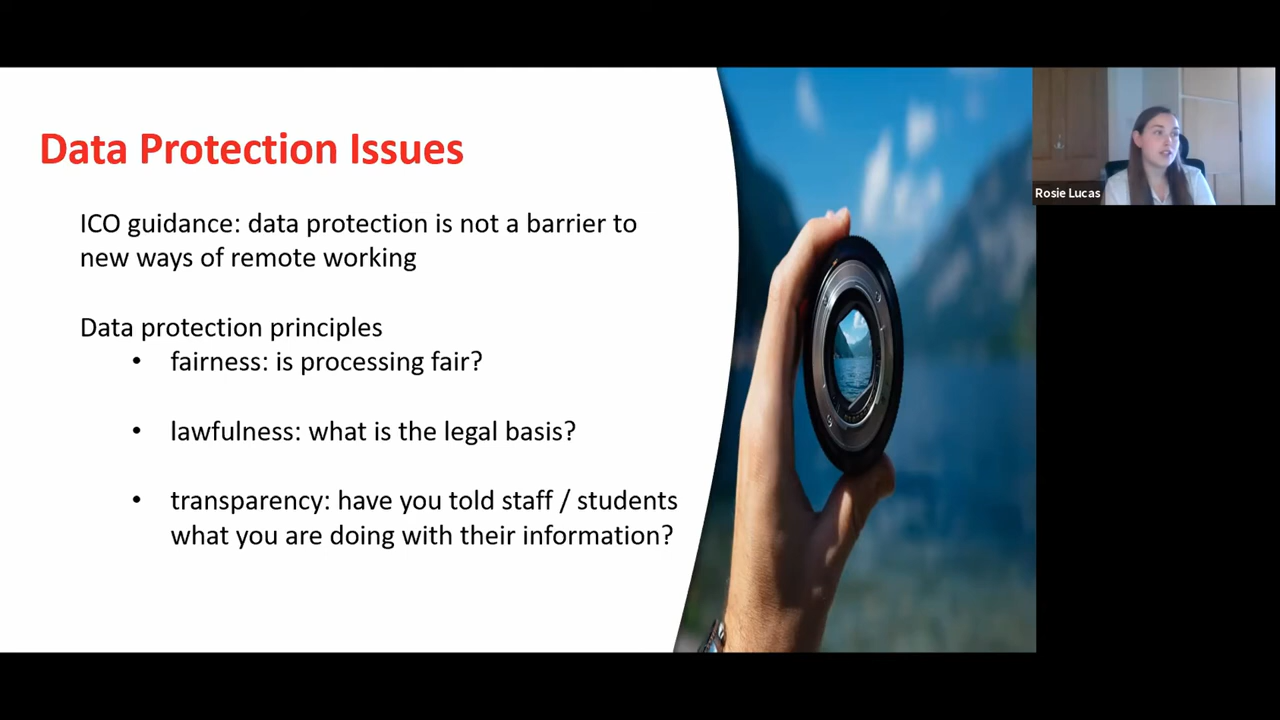 Data Protection Issues
ICO guidance: data protection is not a barrier to
new ways of remote working
Data protection principles
• fairness: is processing fair?
• lawfulness: what is the legal basis?
• transparency: have you told staff / students
what you are doing with their information?
Rosie Lucas